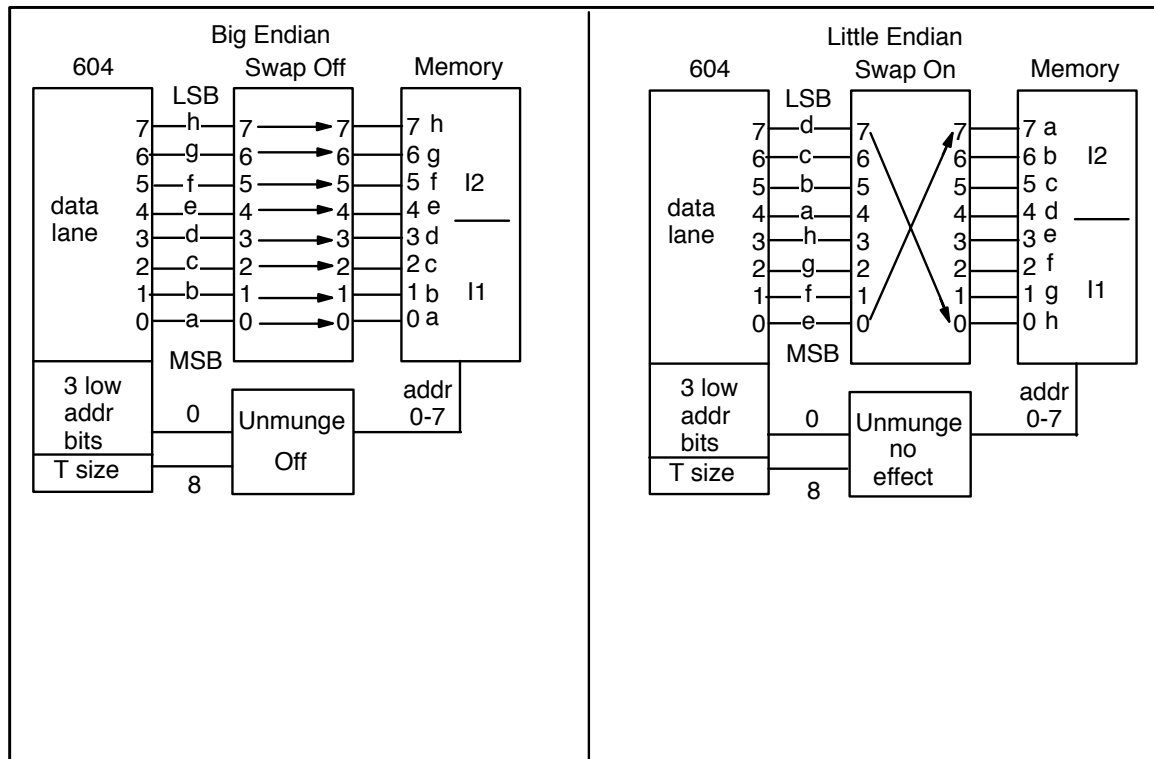 Big Endian
604 Swap Off Memory
LSB
7 h 7 7 7 h
6 g 6 6 6 g
5 f 5 5 5 f I2
data 4 e 4 4 4 e
lane 3 d 3 3 3 d
2 c 2 2 2 c
1 b 1 1 1 b I1
0 a 0 0 0 a
MSB
3 low addr
addr 0 Unmunge 0-7
bits
T size Off
8
Little Endian
604 Swap On Memory
LSB
7 d 7 7 7 a
6 c 6 6 6 b I2
5 b 5 5 5 c
data 4 a 4 4 4 d
lane 3 h 3 3 3 e
2 g 2 2 2 f
1 f 1 1 1 g I1
0 e 0 0 0 h
MSB
3 low addr
addr 0 Unmunge 0-7
bits no
T size effect
8